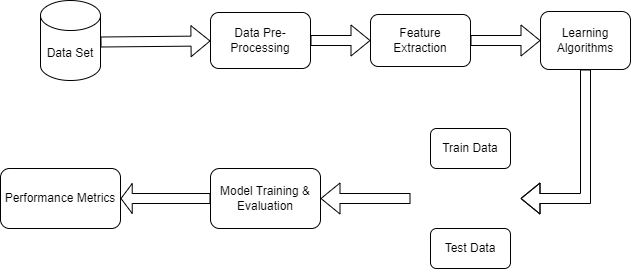 Data Set
Data Pre-
Processing
Feature
Extraction
Learning
Algorithms
Train Data
Performance Metrics
Model Training &
Evaluation
Test Data